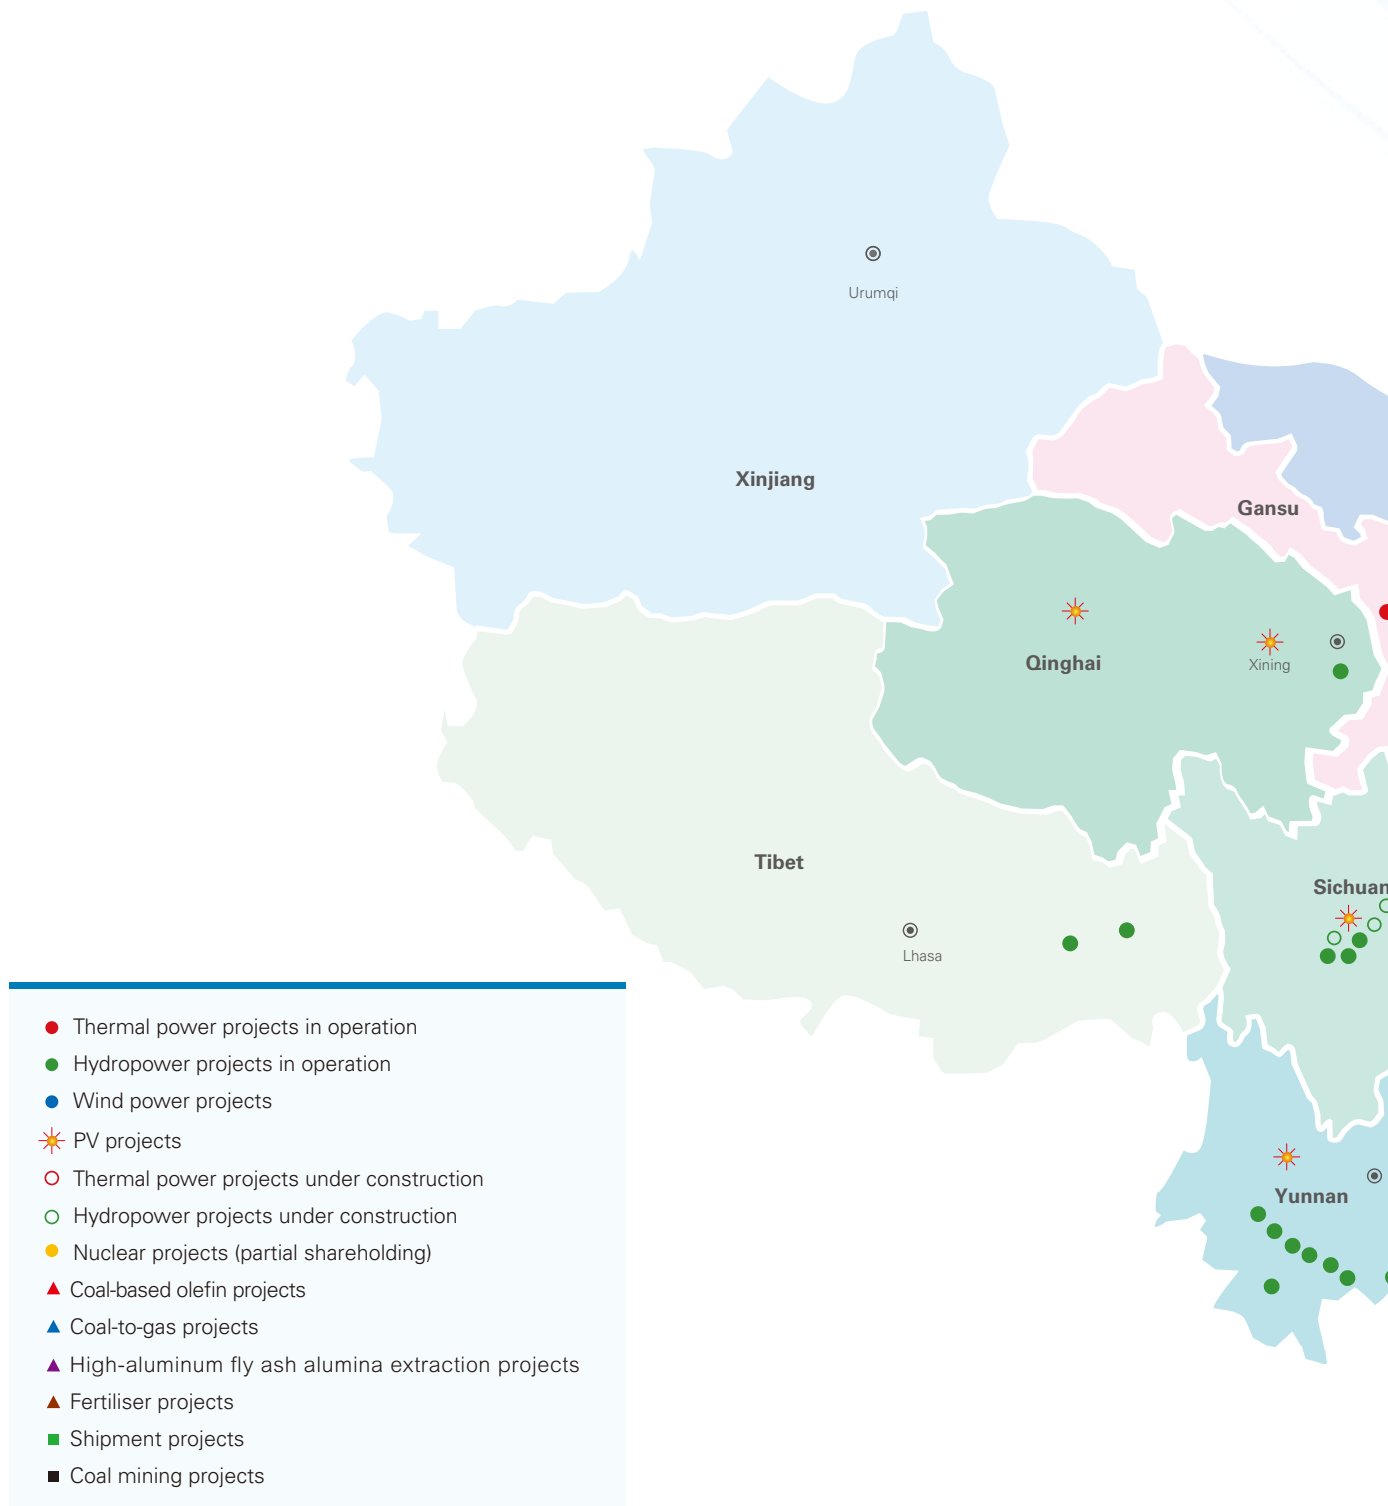 Urumqi
Xinjiang
Gansu
Qinghai
Xining
Tibet
Sichuan
Lhasa
Yunnan
Thermal power projects in operation
Hydropower projects in operation
Wind power projects
PV projects
Thermal power projects under construction
Hydropower projects under construction
Nuclear projects (partial shareholding)
Coal-based olefin projects
Coal-to-gas projects
High-aluminum fly ash alumina extraction projects
Fertiliser projects
Shipment projects
Coal mining projects